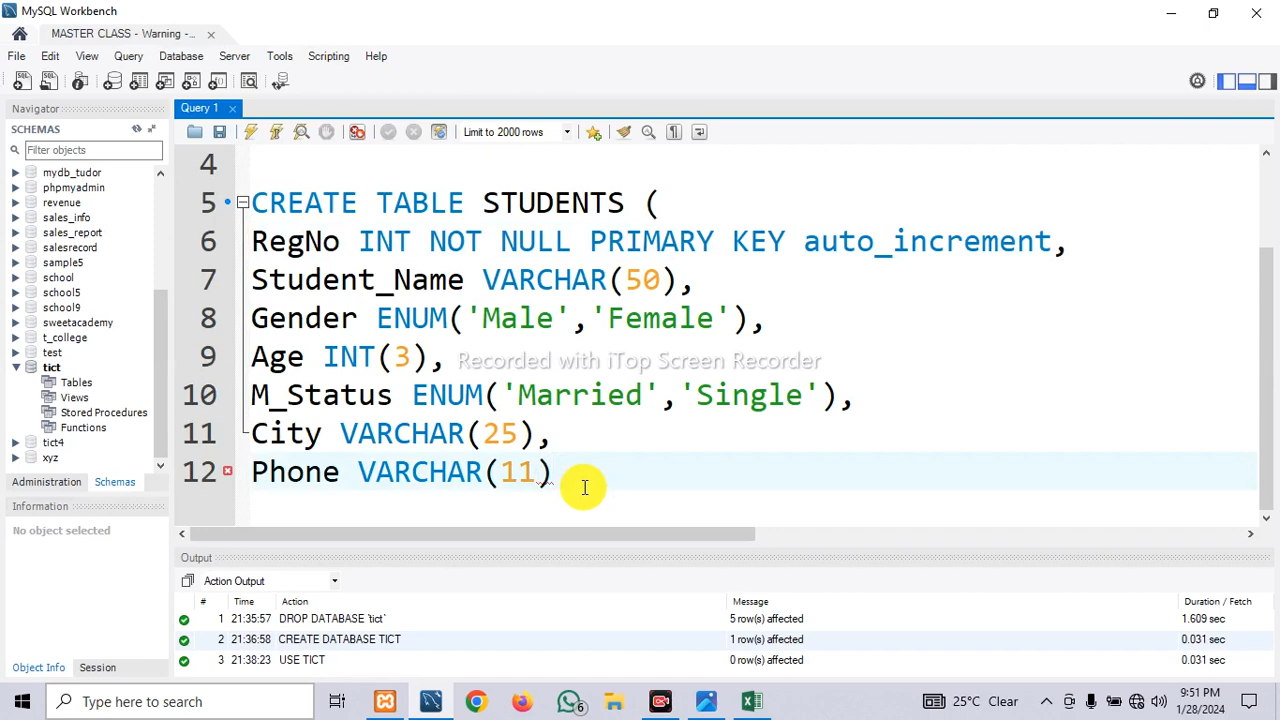 MySQL Workbench
MASTER CLASS - Warning -...
File Edit View Query Database Server Tools Scripting Help
Navigator
SCHEMAS
Filter objects
mydb_tudor
phpmyadmin
revenue
sales_info
sales_report
salesrecord
sample5
school
school5
school9
sweetacademy
t_college
test
tict
Tables
Views
Stored Procedures
Functions
tict4
xyz
Administration Schemas
Information
No object selected
Object Info Session
Query 1
Limit to 2000 rows
4
5 CREATE TABLE STUDENTS (
6 RegNo INT NOT NULL PRIMARY KEY auto_increment,
7 Student_Name VARCHAR(50),
8 Gender ENUM('Male','Female'),
9 Age INT(3),
Recorded with iTop Screen Recorder
10 M_Status ENUM('Married','Single'),
11 City VARCHAR(25),
12 Phone VARCHAR(11)
Output
Action Output
# Time Action Message Duration / Fetch
1 21:35:57 DROP DATABASE `tict` 5 row(s) affected 1.609 sec
2 21:36:58 CREATE DATABASE TICT 1 row(s) affected 0.031 sec
3 21:38:23 USE TICT 0 row(s) affected 0.031 sec
Type here to search
6
25°C Clear
9:51 PM
1/28/2024